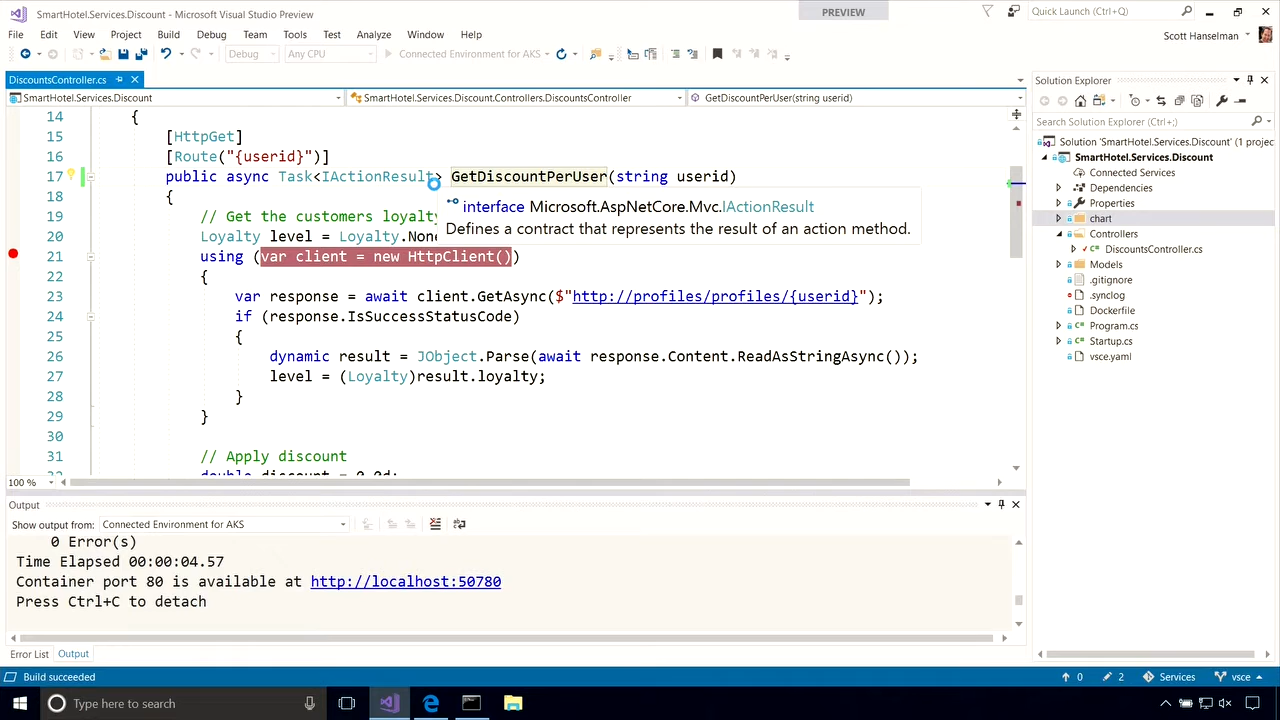 SmartHotel.Services.Discount - Microsoft Visual Studio Preview
PREVIEW
Quick Launch (Ctrl+Q)
File Edit View Project Build Debug Team Tools Test Analyze Window Help
Scott Hanselman
Debug Any CPU Connected Environment for AKS
DiscountsController.cs
SmartHotel.Services.Discount SmartHotel.Services.Discount.Controllers.DiscountsController GetDiscountPerUser(string userid)
14 {
15 [HttpGet]
16 [Route("{userid}")]
17 public async Task<IActionResult> GetDiscountPerUser(string userid)
18 {
19 // Get the customers loyalty
interface Microsoft.AspNetCore.Mvc.IActionResult
Defines a contract that represents the result of an action method.
20 Loyalty level = Loyalty.None
21 using (var client = new HttpClient())
22 {
23 var response = await client.GetAsync($"http://profiles/profiles/{userid}");
24 if (response.IsSuccessStatusCode)
25 {
26 dynamic result = JObject.Parse(await response.Content.ReadAsStringAsync());
27 level = (Loyalty)result.loyalty;
28 }
29 }
30
31 // Apply discount
32 double discount = 0.0d;
100 %
Output
Show output from: Connected Environment for AKS
0 Error(s)
Time Elapsed 00:00:04.57
Container port 80 is available at http://localhost:50780
Press Ctrl+C to detach
Error List Output
Solution Explorer
Search Solution Explorer (Ctrl+;)
Solution 'SmartHotel.Services.Discount' (1 projec
SmartHotel.Services.Discount
Connected Services
Dependencies
Properties
chart
Controllers
DiscountsController.cs
Models
.gitignore
.synclog
Dockerfile
Program.cs
Startup.cs
vsce.yaml
Build succeeded
0 2 Services vsce
Type here to search